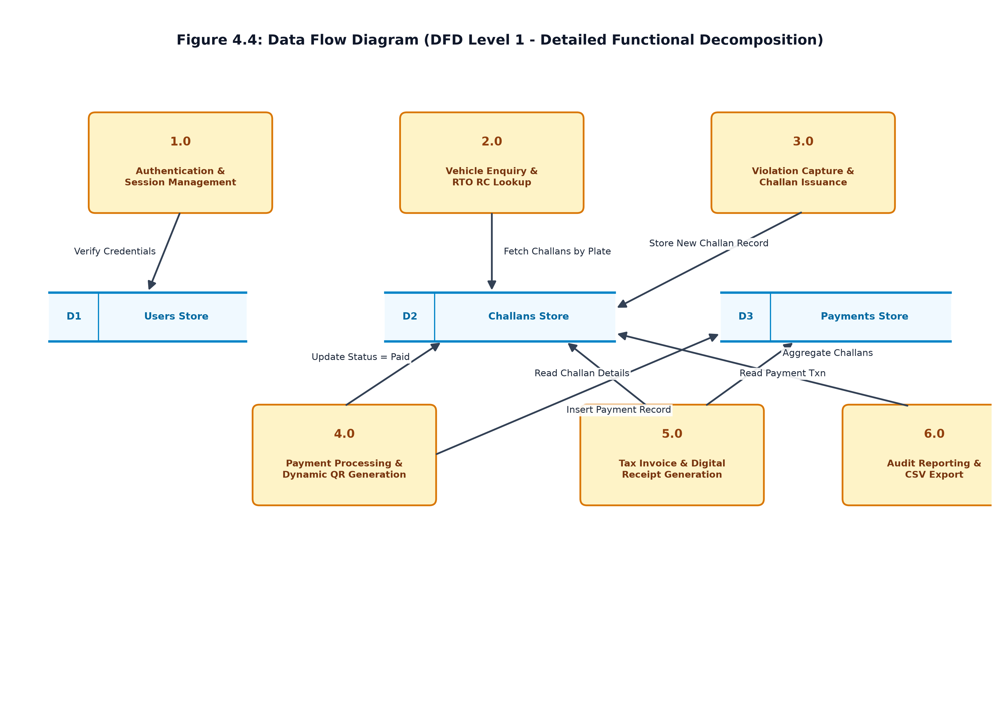 Figure 4.4: Data Flow Diagram (DFD Level 1 - Detailed Functional Decomposition)
1.0
Authentication &
Session Management
2.0
Vehicle Enquiry &
RTO RC Lookup
3.0
Violation Capture &
Challan Issuance
Verify Credentials
Fetch Challans by Plate
Store New Challan Record
D1
Users Store
D2
Challans Store
D3
Payments Store
Update Status = Paid
Aggregate Challans
Read Challan Details
Read Payment Txn
Insert Payment Record
4.0
Payment Processing &
Dynamic QR Generation
5.0
Tax Invoice & Digital
Receipt Generation
6.0
Audit Reporting &
CSV Export